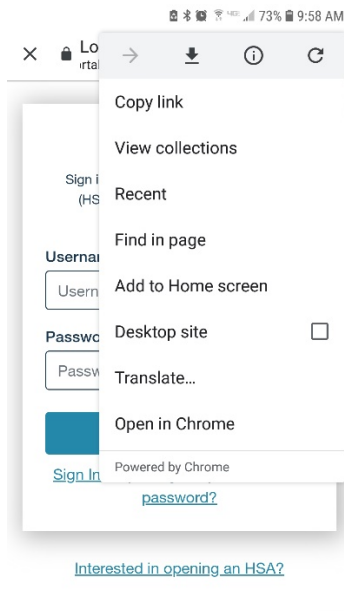 73% 9:58 AM
Lo
rtal
Copy link
View collections
Recent
Sign i
(HS
Find in page
Userna
Usern
Add to Home screen
Passwo
Desktop site
Passw
Translate...
Open in Chrome
Powered by Chrome
Sign In
password?
Interested in opening an HSA?